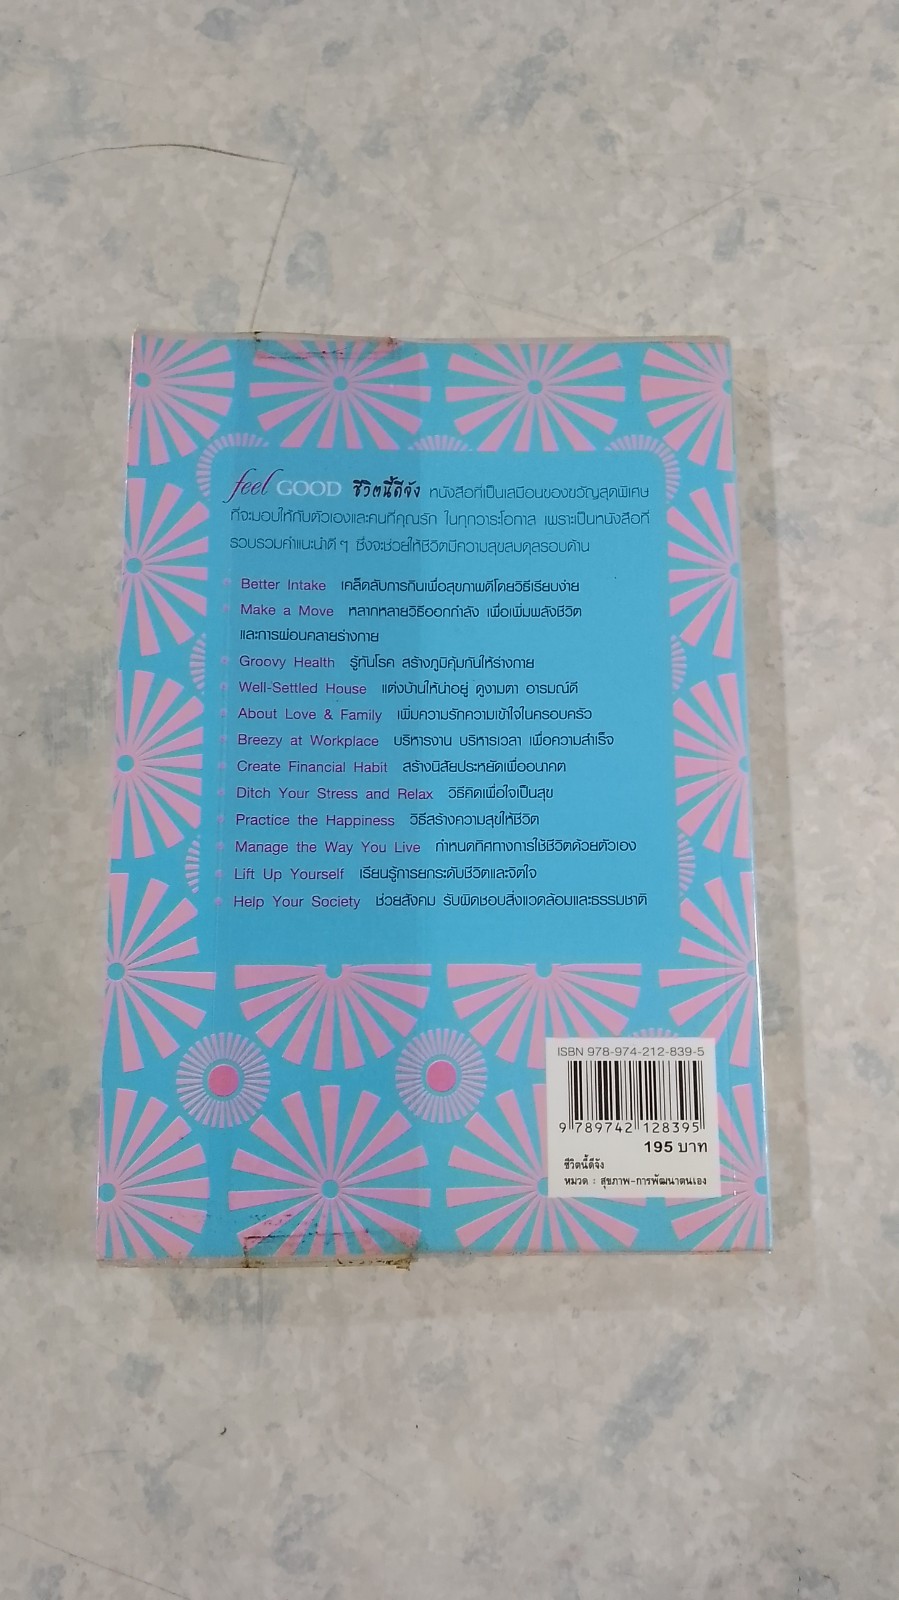 feel GOOD ชีวิตนี้ดีจัง หนังสือที่เป็นเสมือนของขวัญสุดพิเศษ
ที่จะมอบให้กับตัวเองและคนที่คุณรัก ในทุกวาระโอกาส เพราะเป็นหนังสือที่
รวบรวมคำแนะนำดีๆ ซึ่งจะช่วยให้ชีวิตมีความสุขสมดุลรอบด้าน
Better Intake เคล็ดลับการกินเพื่อสุขภาพดีโดยวิธีเรียบง่าย
Make a Move หลากหลายวิธีออกกำลัง เพื่อเพิ่มพลังชีวิต
และการผ่อนคลายร่างกาย
Groovy Health รู้ทันโรค สร้างภูมิคุ้มกันให้ร่างกาย
Well-Settled House แต่งบ้านให้น่าอยู่ ดูงามตา อารมณ์ดี
About Love & Family เพิ่มความรักความเข้าใจในครอบครัว
Breezy at Workplace บริหารงาน บริหารเวลา เพื่อความสำเร็จ
Create Financial Habit สร้างนิสัยประหยัดเพื่ออนาคต
Ditch Your Stress and Relax วิธีคิดเพื่อใจเป็นสุข
Practice the Happiness วิธีสร้างความสุขให้ชีวิต
Manage the Way You Live กำหนดทิศทางการใช้ชีวิตด้วยตัวเอง
Lift Up Yourself เรียนรู้การยกระดับชีวิตและจิตใจ
Help Your Society ช่วยสังคม รับผิดชอบสิ่งแวดล้อมและธรรมชาติ
ISBN 978-974-212-839-5
9 789742 128395
195 บาท
ชีวิตนี้ดีจัง
หมวด : สุขภาพ-การพัฒนาตนเอง